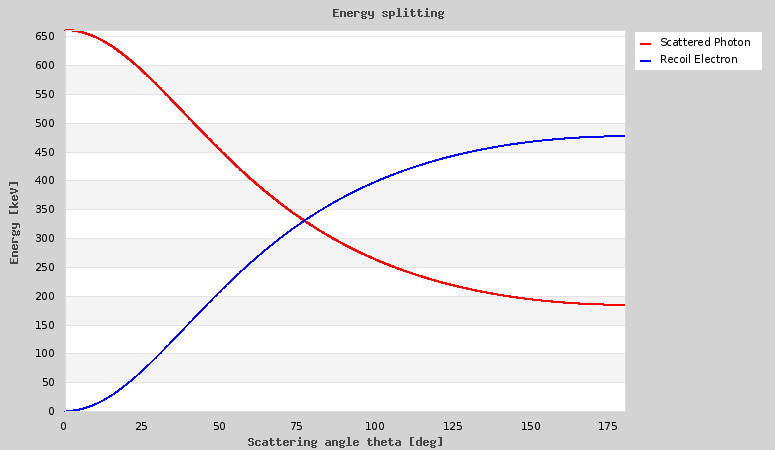 Energy splitting
Scattered Photon
Recoil Electron
650
600
550
500
450
400
350
300
250
200
150
100
50
0
Energy [keV]
0 25 50 75 100 125 150 175
Scattering angle theta [deg]